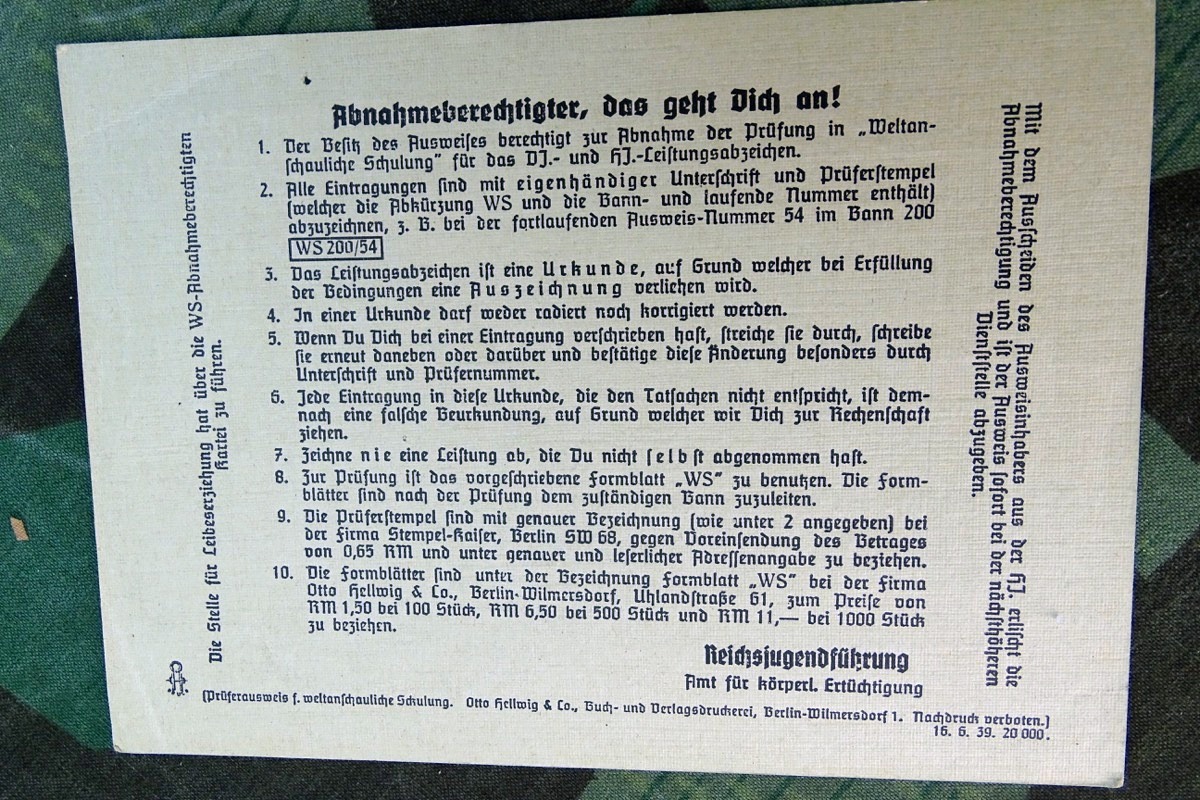 Abnahmeberechtigter, das geht Dich an!
1. Der Besitz des Ausweises berechtigt zur Abnahme der Prüfung in „Weltan-
schauliche Schulung“ für das DJ.- und HJ.-Leistungsabzeichen.
2. Alle Eintragungen sind mit eigenhändiger Unterschrift und Prüferstempel
(welcher die Abkürzung WS und die Bann- und laufende Nummer enthält)
abzuzeichnen, z. B. bei der fortlaufenden Ausweis-Nummer 54 im Bann 200
WS 200/54
3. Das Leistungsabzeichen ist eine Urkunde, auf Grund welcher bei Erfüllung
der Bedingungen eine Auszeichnung verliehen wird.
4. In einer Urkunde darf weder radiert noch korrigiert werden.
5. Wenn Du Dich bei einer Eintragung verschrieben hast, streiche sie durch, schreibe
sie erneut daneben oder darüber und bestätige diese Änderung besonders durch
Unterschrift und Prüfernummer.
6. Jede Eintragung in diese Urkunde, die den Tatsachen nicht entspricht, ist dem-
nach eine falsche Beurkundung, auf Grund welcher wir Dich zur Rechenschaft
ziehen.
7. Zeichne nie eine Leistung ab, die Du nicht selbst abgenommen hast.
8. Zur Prüfung ist das vorgeschriebene Formblatt „WS“ zu benutzen. Die Form-
blätter sind nach der Prüfung dem zuständigen Bann zuzuleiten.
9. Die Prüferstempel sind mit genauer Bezeichnung (wie unter 2 angegeben) bei
der Firma Stempel-Kaiser, Berlin SW 68, gegen Voreinsendung des Betrages
von 0,65 RM und unter genauer und leserlicher Adressenangabe zu beziehen.
10. Die Formblätter sind unter der Bezeichnung Formblatt „WS“ bei der Firma
Otto Hellwig & Co., Berlin-Wilmersdorf, Uhlandstraße 61, zum Preise von
RM 1,50 bei 100 Stück, RM 6,50 bei 500 Stück und RM 11,— bei 1000 Stück
zu beziehen.
Reichsjugendführung
Amt für körperl. Ertüchtigung
(Prüferausweis f. weltanschauliche Schulung. Otto Hellwig & Co., Buch- und Verlagsdruckerei, Berlin-Wilmersdorf 1. Nachdruck verboten.)
16. 6. 39. 20 000.
Die Stelle für Leibeserziehung hat über die WS-Abnahmeberechtigten
Kartei zu führen.
Mit dem Ausscheiden des Ausweisinhabers aus der HJ. erlischt die
Abnahmeberechtigung und ist der Ausweis sofort bei der nächsthöheren
Dienststelle abzugeben.